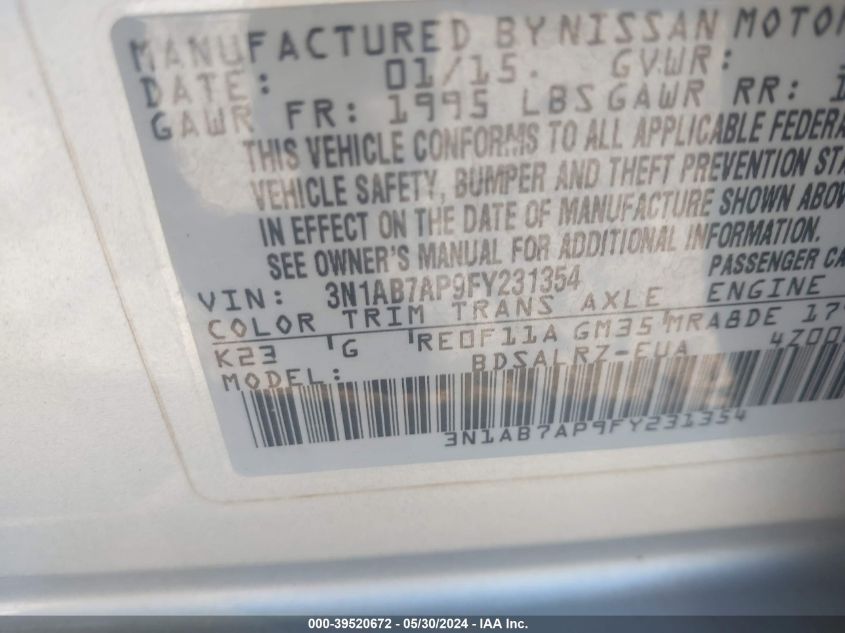 MANUFACTURED BY NISSAN MOTOR
DATE: 01/15. GVWR:
GAWR FR: 1995 LBS GAWR RR:
THIS VEHICLE CONFORMS TO ALL APPLICABLE FEDERA
VEHICLE SAFETY, BUMPER AND THEFT PREVENTION STA
IN EFFECT ON THE DATE OF MANUFACTURE SHOWN ABOV
SEE OWNER'S MANUAL FOR ADDITIONAL INFORMATION.
VIN: 3N1AB7AP9FY231354 PASSENGER CA
COLOR TRIM TRANS AXLE ENGINE
K23 G RE0F11A GM35 MRA8DE 17
MODEL: BDSALRZ-EUA 4Z00
3N1AB7AP9FY231354
000-39520672 — 05/30/2024 — IAA Inc.